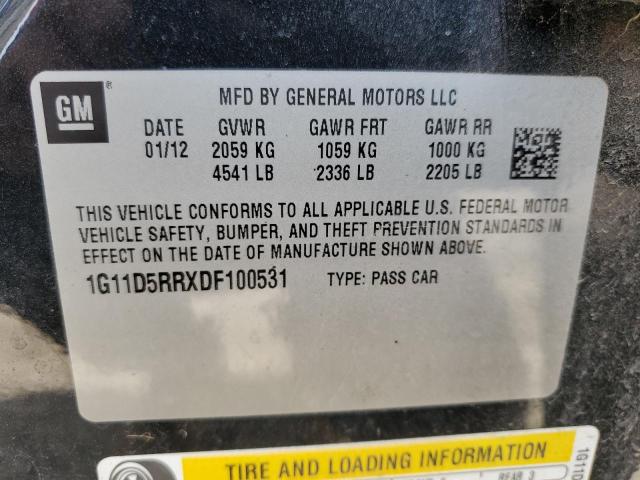 GM
MFD BY GENERAL MOTORS LLC
DATE GVWR GAWR FRT GAWR RR
01/12 2059 KG 1059 KG 1000 KG
4541 LB 2336 LB 2205 LB
THIS VEHICLE CONFORMS TO ALL APPLICABLE U.S. FEDERAL MOTOR
VEHICLE SAFETY, BUMPER, AND THEFT PREVENTION STANDARDS IN
EFFECT ON THE DATE OF MANUFACTURE SHOWN ABOVE.
1G11D5RRXDF100531 TYPE: PASS CAR
TIRE AND LOADING INFORMATION
REAR 3
1G11D